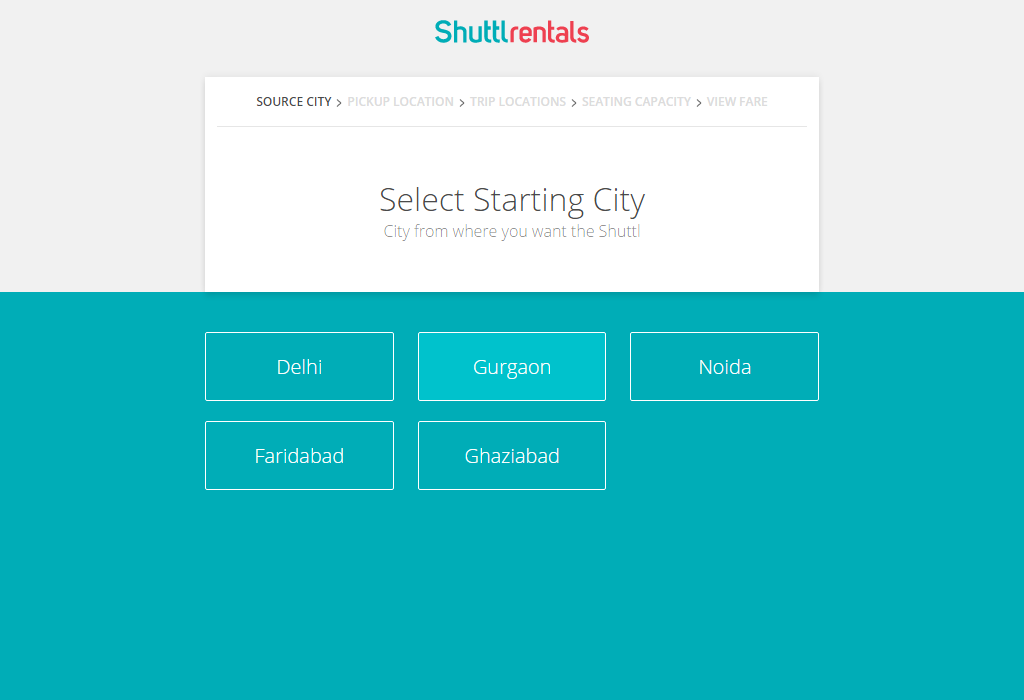 Shuttlrentals
SOURCE CITY > PICKUP LOCATION > TRIP LOCATIONS > SEATING CAPACITY > VIEW FARE
Select Starting City
City from where you want the Shuttl
Delhi Gurgaon Noida
Faridabad Ghaziabad